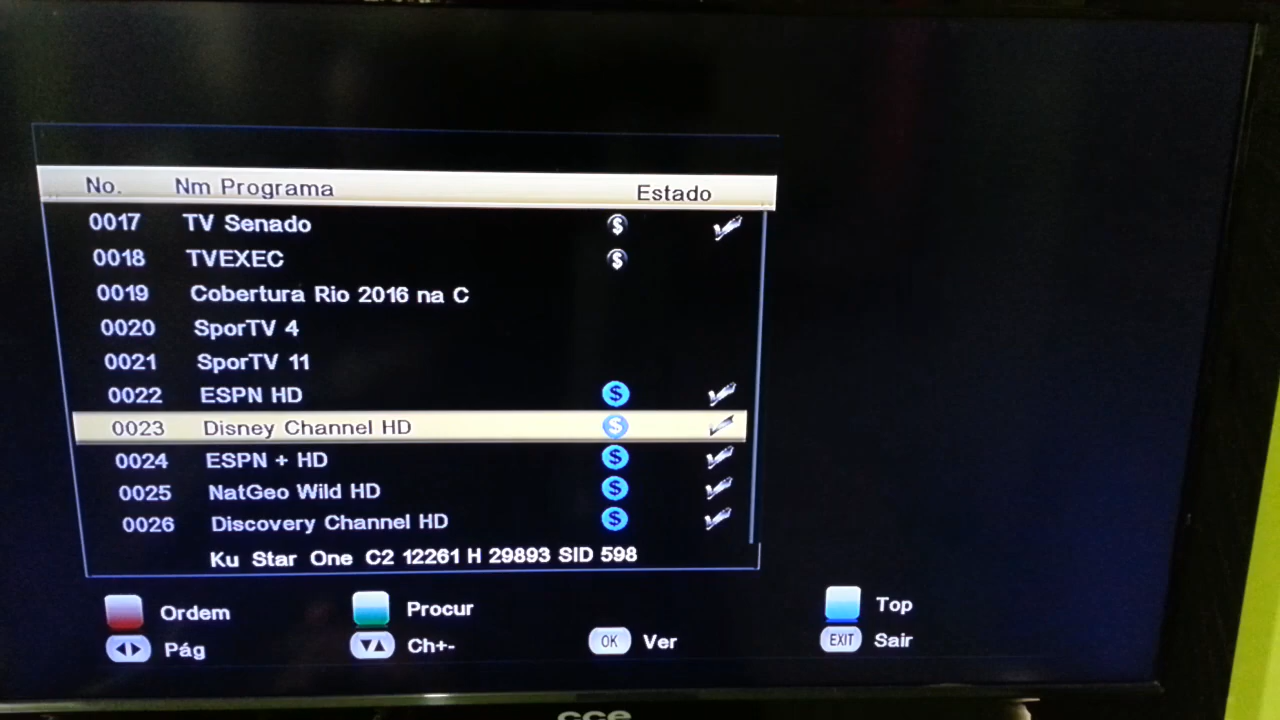 No. Nm Programa Estado
0017 TV Senado $
0018 TVEXEC $
0019 Cobertura Rio 2016 na C
0020 SporTV 4
0021 SporTV 11
0022 ESPN HD $
0023 Disney Channel HD $
0024 ESPN + HD $
0025 NatGeo Wild HD $
0026 Discovery Channel HD $
Ku Star One C2 12261 H 29893 SID 598
Ordem Procur Top
Pág Ch+- OK Ver EXIT Sair
cce